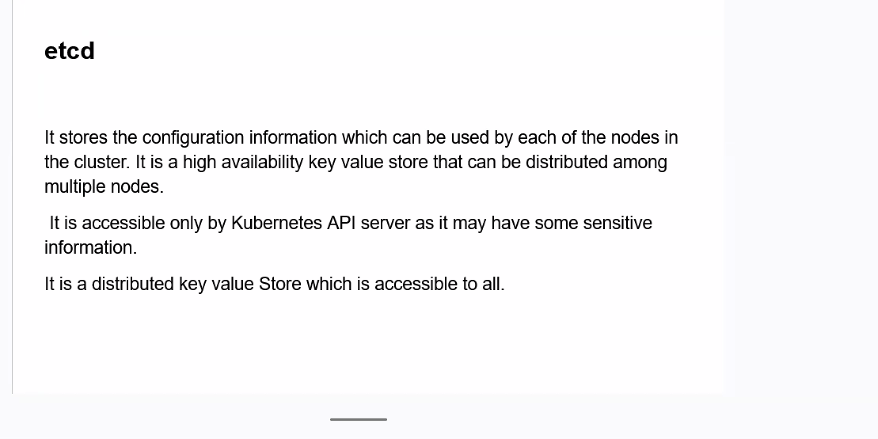 etcd
It stores the configuration information which can be used by each of the nodes in
the cluster. It is a high availability key value store that can be distributed among
multiple nodes.
It is accessible only by Kubernetes API server as it may have some sensitive
information.
It is a distributed key value Store which is accessible to all.